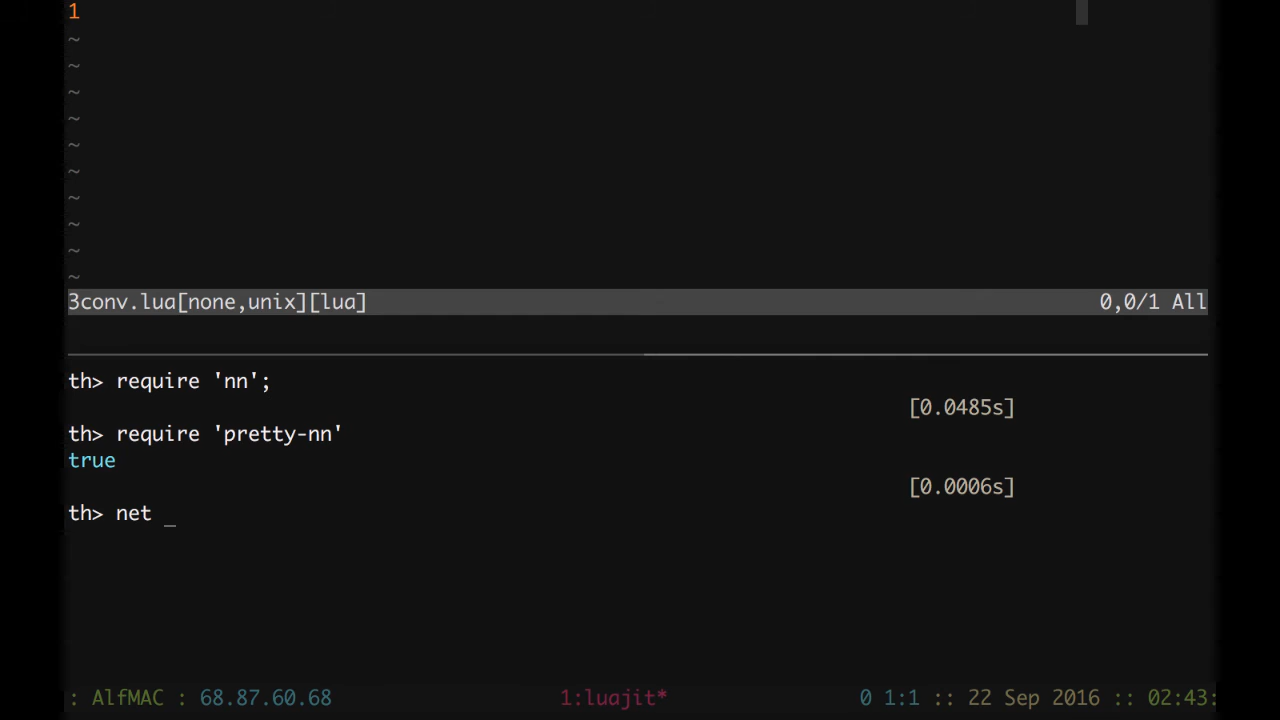 1
~
~
~
~
~
~
~
~
~
~
3conv.lua[none,unix][lua] 0,0/1 All
th> require 'nn';
[0.0485s]
th> require 'pretty-nn'
true
[0.0006s]
th> net _
: AlfMAC : 68.87.60.68 1:luajit* 0 1:1 :: 22 Sep 2016 :: 02:43: